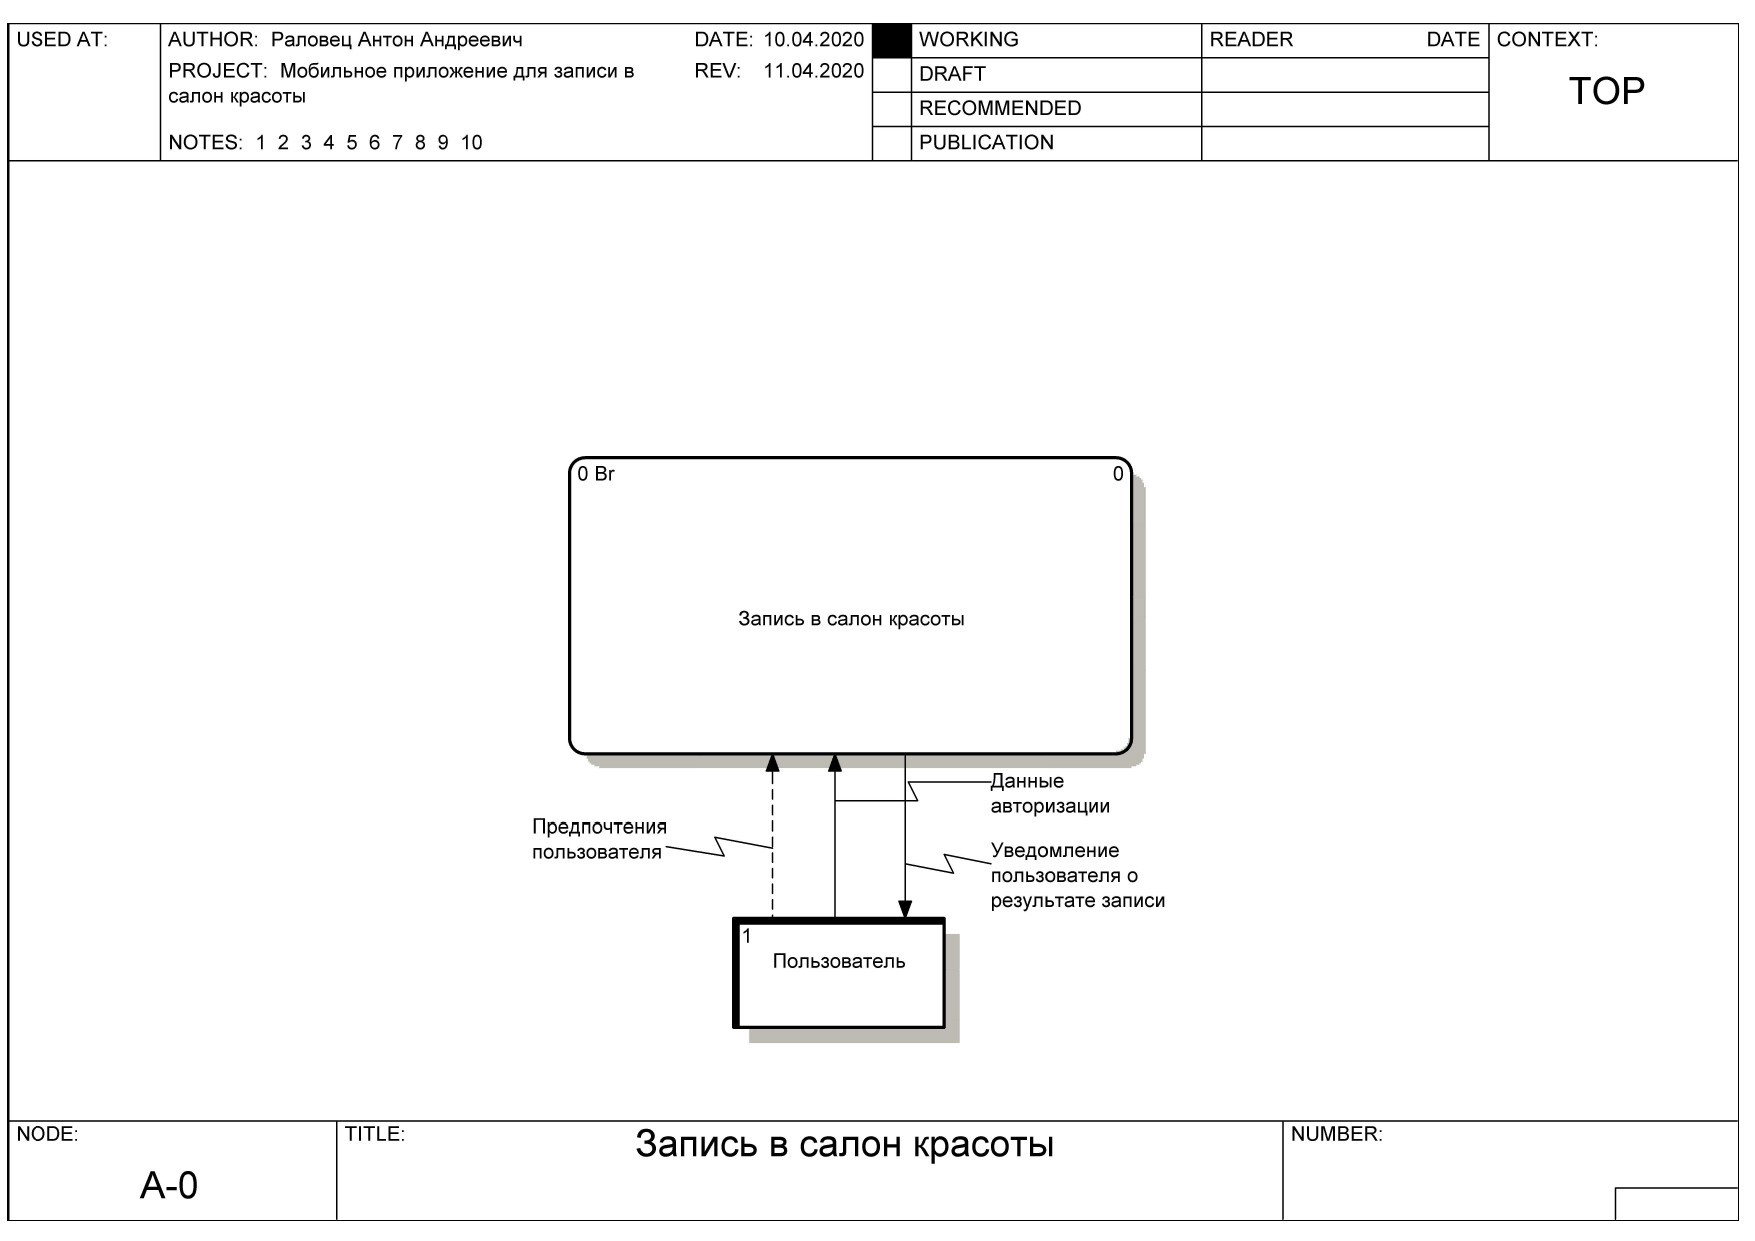 USED AT:
AUTHOR: Раловец Антон Андреевич
DATE: 10.04.2020
PROJECT: Мобильное приложение для записи в
салон красоты
REV: 11.04.2020
NOTES: 1 2 3 4 5 6 7 8 9 10
WORKING
DRAFT
RECOMMENDED
PUBLICATION
READER DATE
CONTEXT:
TOP
0 Br 0
Запись в салон красоты
Данные
авторизации
Предпочтения
пользователя
Уведомление
пользователя о
результате записи
1
Пользователь
NODE:
A-0
TITLE:
Запись в салон красоты
NUMBER: